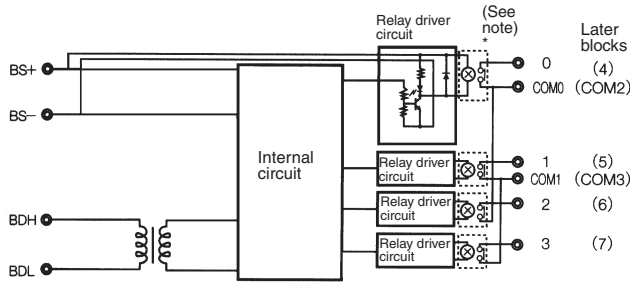 Relay driver
circuit
(See
note)
*
Later
blocks
BS+
0 (4)
COM0 (COM2)
BS−
Internal
circuit
Relay driver
circuit
1 (5)
COM1 (COM3)
Relay driver
circuit
2 (6)
BDH
Relay driver
circuit
3 (7)
BDL